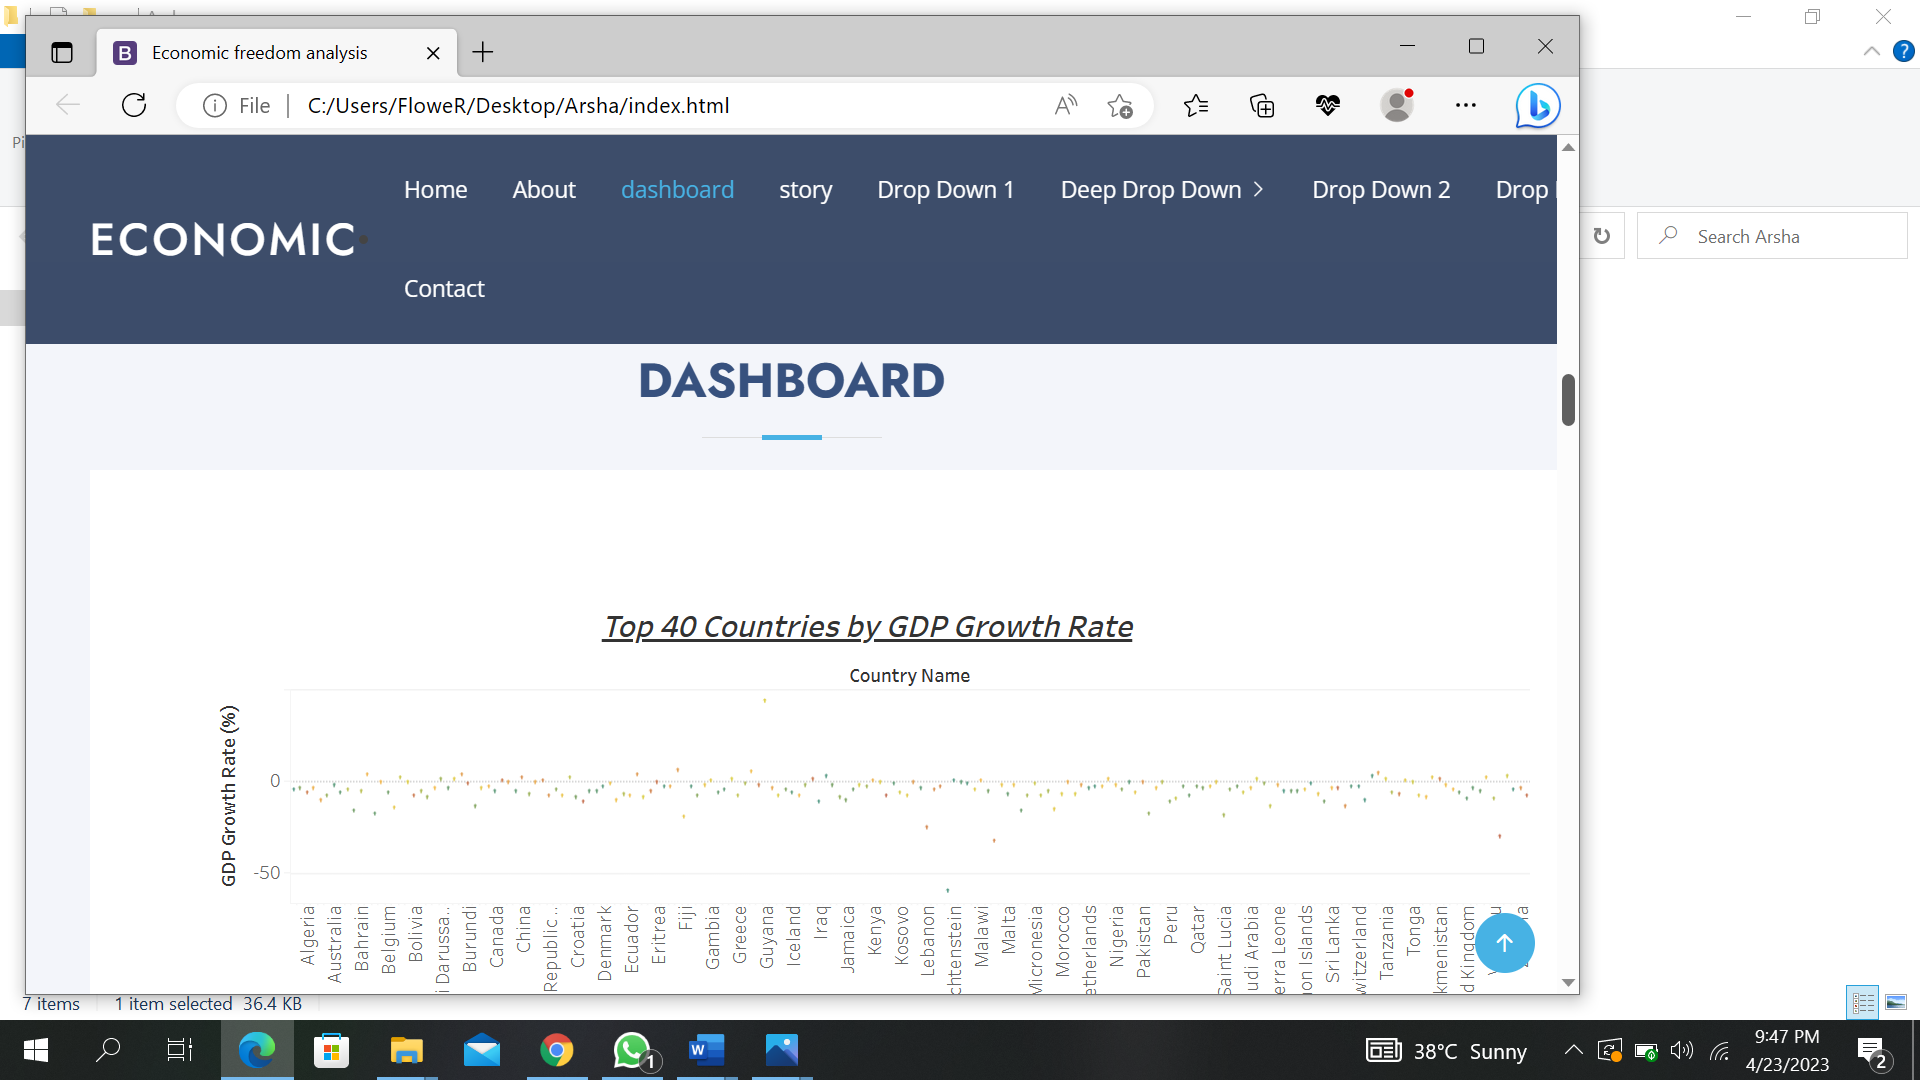 Economic freedom analysis
File
C:/Users/FloweR/Desktop/Arsha/index.html
Home About dashboard story Drop Down 1 Deep Drop Down Drop Down 2 Drop
ECONOMIC
Contact
Search Arsha
DASHBOARD
Top 40 Countries by GDP Growth Rate
Country Name
GDP Growth Rate (%)
0
-50
Algeria
Australia
Bahrain
Belgium
Bolivia
i Darussa..
Burundi
Canada
China
Republic ..
Croatia
Denmark
Ecuador
Eritrea
Fiji
Gambia
Greece
Guyana
Iceland
Iraq
Jamaica
Kenya
Kosovo
Lebanon
chtenstein
Malawi
Malta
Micronesia
Morocco
etherlands
Nigeria
Pakistan
Peru
Qatar
Saint Lucia
udi Arabia
erra Leone
on Islands
Sri Lanka
witzerland
Tanzania
Tonga
kmenistan
d Kingdom
7 items 1 item selected 36.4 KB
38°C Sunny
9:47 PM
4/23/2023
1
2